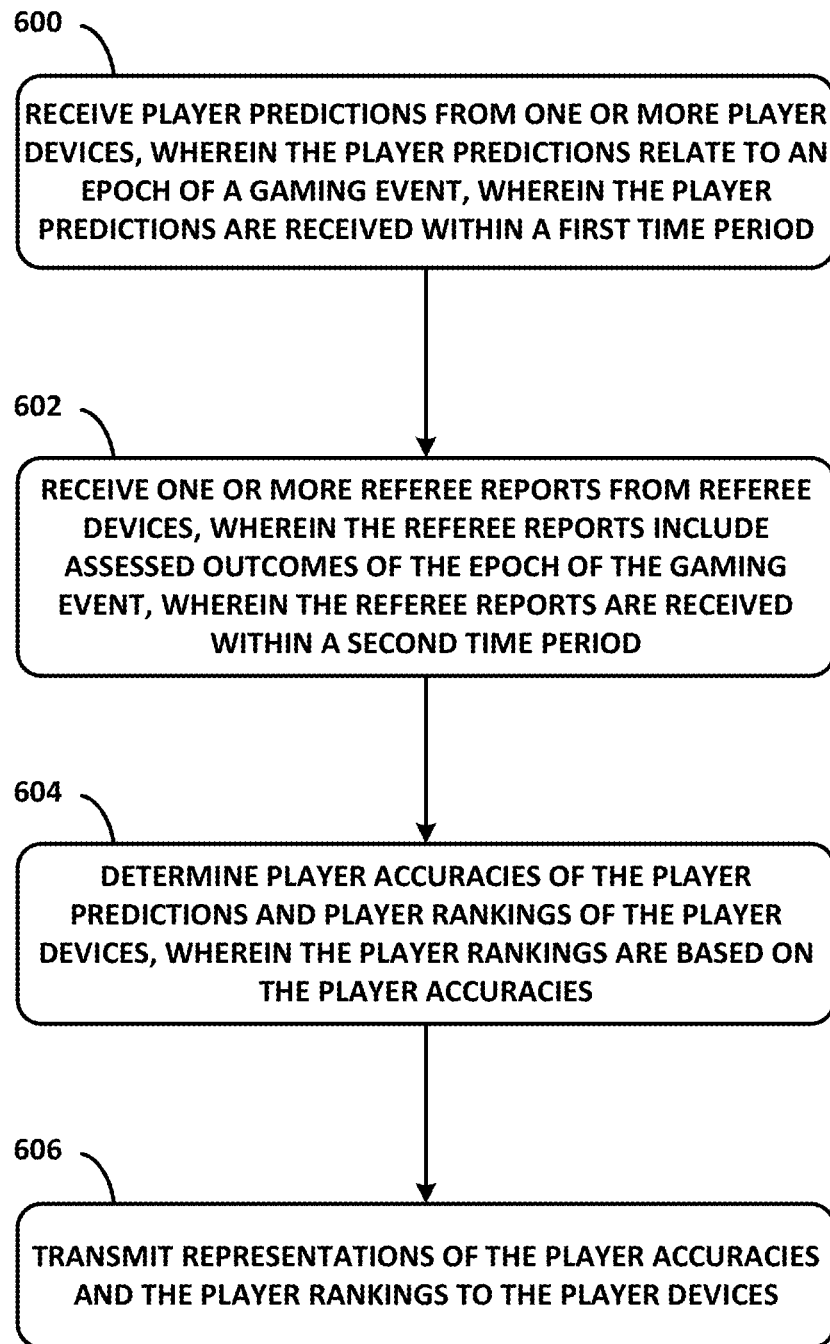 600
RECEIVE PLAYER PREDICTIONS FROM ONE OR MORE PLAYER
DEVICES, WHEREIN THE PLAYER PREDICTIONS RELATE TO AN
EPOCH OF A GAMING EVENT, WHEREIN THE PLAYER
PREDICTIONS ARE RECEIVED WITHIN A FIRST TIME PERIOD
602
RECEIVE ONE OR MORE REFEREE REPORTS FROM REFEREE
DEVICES, WHEREIN THE REFEREE REPORTS INCLUDE
ASSESSED OUTCOMES OF THE EPOCH OF THE GAMING
EVENT, WHEREIN THE REFEREE REPORTS ARE RECEIVED
WITHIN A SECOND TIME PERIOD
604
DETERMINE PLAYER ACCURACIES OF THE PLAYER
PREDICTIONS AND PLAYER RANKINGS OF THE PLAYER
DEVICES, WHEREIN THE PLAYER RANKINGS ARE BASED ON
THE PLAYER ACCURACIES
606
TRANSMIT REPRESENTATIONS OF THE PLAYER ACCURACIES
AND THE PLAYER RANKINGS TO THE PLAYER DEVICES